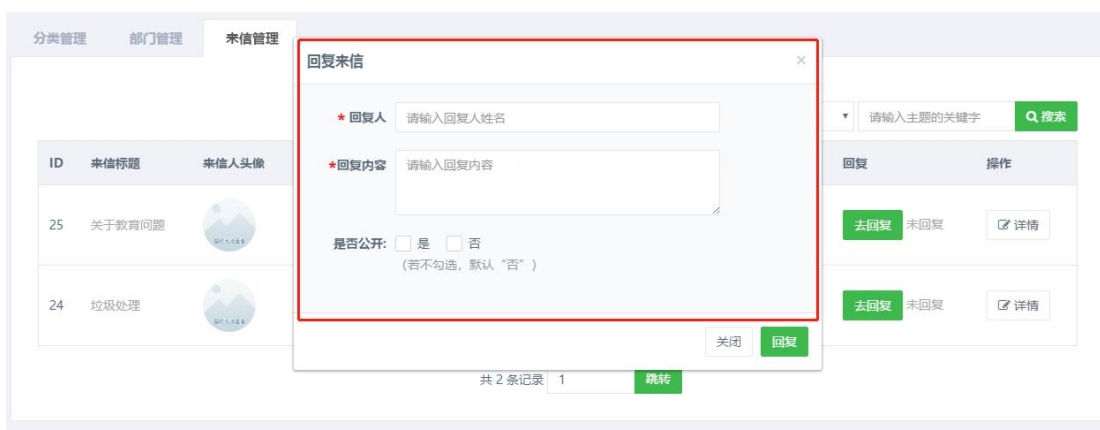 分类管理 部门管理 来信管理
回复来信 ×
* 回复人 请输入回复人姓名
请输入主题的关键字 搜索
ID 来信标题 来信人头像 *回复内容 请输入回复内容 回复 操作
25 关于教育问题 去回复 未回复 详情
是否公开: 是 否
(若不勾选, 默认“否”)
24 垃圾处理 去回复 未回复 详情
关闭 回复
共 2 条记录 1 跳转